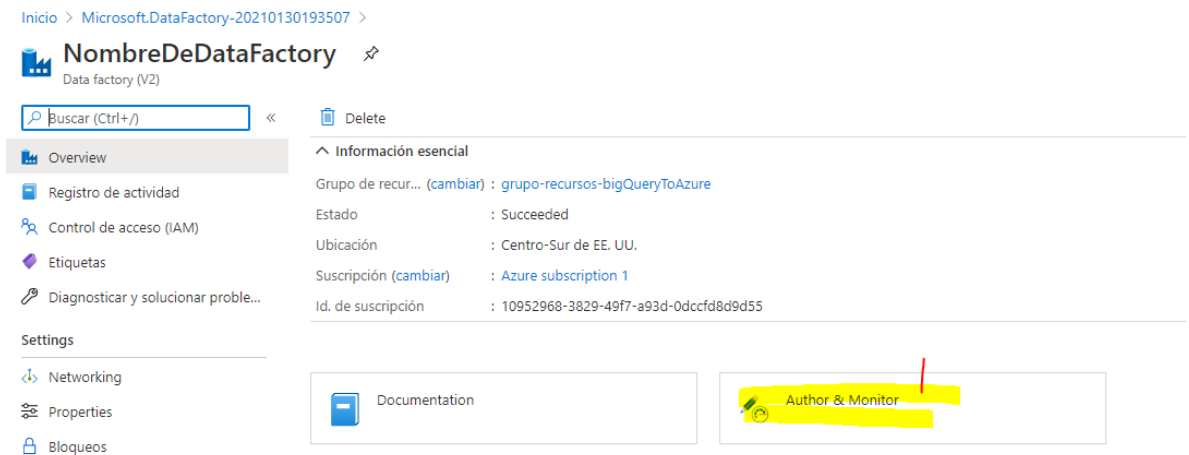 Inicio > Microsoft.DataFactory-20210130193507 >
NombreDeDataFactory
Data factory (V2)
Buscar (Ctrl+/)
«
Overview
Registro de actividad
Control de acceso (IAM)
Etiquetas
Diagnosticar y solucionar proble...
Settings
Networking
Properties
Bloqueos
Delete
Información esencial
Grupo de recur... (cambiar) : grupo-recursos-bigQueryToAzure
Estado : Succeeded
Ubicación : Centro-Sur de EE. UU.
Suscripción (cambiar) : Azure subscription 1
Id. de suscripción : 10952968-3829-49f7-a93d-0dccfd8d9d55
Documentation
Author & Monitor